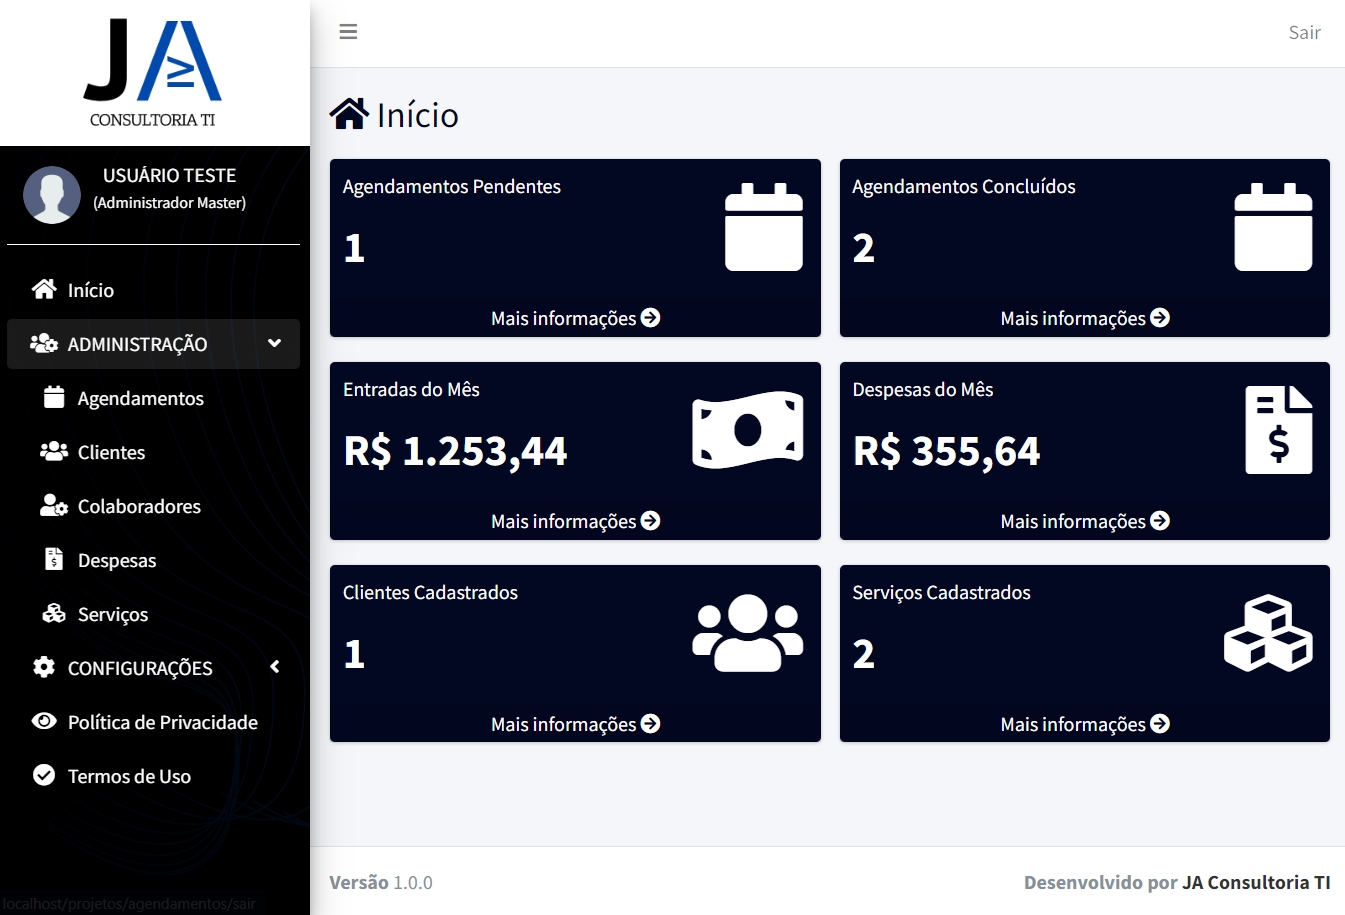 JA
CONSULTORIA TI
USUÁRIO TESTE
(Administrador Master)
Início
ADMINISTRAÇÃO
Agendamentos
Clientes
Colaboradores
Despesas
Serviços
CONFIGURAÇÕES
Política de Privacidade
Termos de Uso
localhost/projetos/agendamentos/sair
Sair
Início
Agendamentos Pendentes
1
Mais informações
Agendamentos Concluídos
2
Mais informações
Entradas do Mês
R$ 1.253,44
Mais informações
Despesas do Mês
R$ 355,64
Mais informações
Clientes Cadastrados
1
Mais informações
Serviços Cadastrados
2
Mais informações
Versão 1.0.0
Desenvolvido por JA Consultoria TI